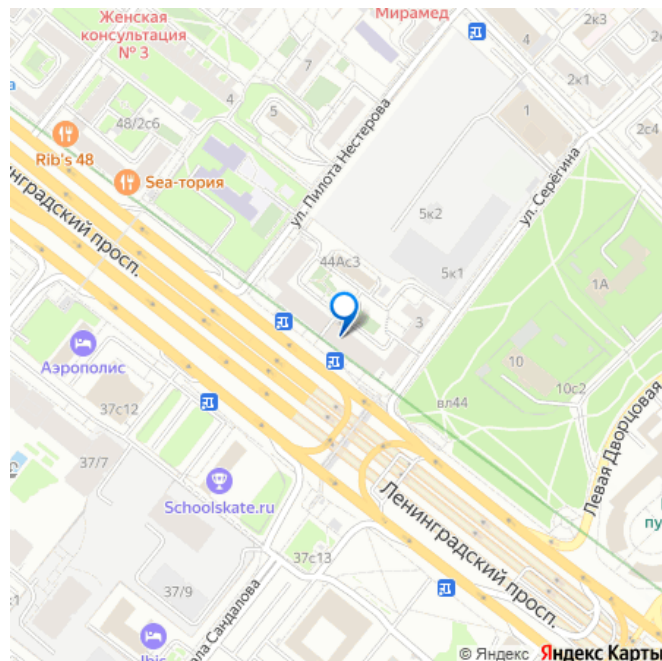 Женская
консультация
№ 3
Мирамед
2к3
4
2к1
7
2с4
1
4
5
48/2с6
Rib's 48
Sea-тория
ул. Пилота Нестерова
ул. Серёгина
5к2
5к1
44Ас3
1А
3
10
10с2
вл44
Ленинградский просп.
Аэрополис
37с12
37/7
Schoolskate.ru
Левая Дворцовая
Ленинградский просп.
37с13
37/9
Ibis
© Яндекс Яндекс Карты